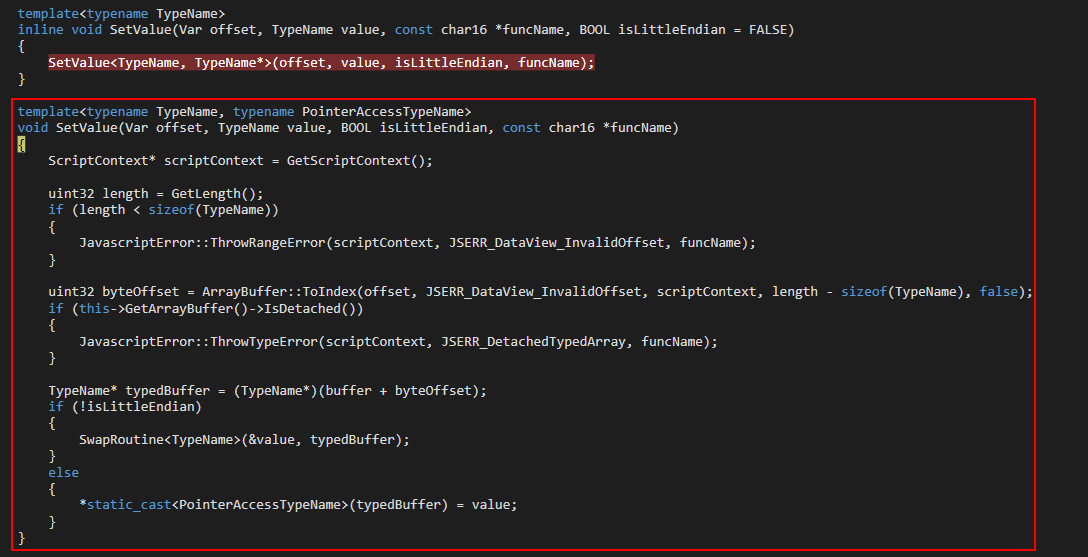 template<typename TypeName>
inline void SetValue(Var offset, TypeName value, const char16 *funcName, BOOL isLittleEndian = FALSE)
{
    SetValue<TypeName, TypeName*>(offset, value, isLittleEndian, funcName);
}
template<typename TypeName, typename PointerAccessTypeName>
void SetValue(Var offset, TypeName value, BOOL isLittleEndian, const char16 *funcName)
{
    ScriptContext* scriptContext = GetScriptContext();
    uint32 length = GetLength();
    if (length < sizeof(TypeName))
    {
        JavascriptError::ThrowRangeError(scriptContext, JSERR_DataView_InvalidOffset, funcName);
    }
    uint32 byteOffset = ArrayBuffer::ToIndex(offset, JSERR_DataView_InvalidOffset, scriptContext, length - sizeof(TypeName), false);
    if (this->GetArrayBuffer()->IsDetached())
    {
        JavascriptError::ThrowTypeError(scriptContext, JSERR_DetachedTypedArray, funcName);
    }
    TypeName* typedBuffer = (TypeName*)(buffer + byteOffset);
    if (!isLittleEndian)
    {
        SwapRoutine<TypeName>(&value, typedBuffer);
    }
    else
    {
        *static_cast<PointerAccessTypeName>(typedBuffer) = value;
    }
}